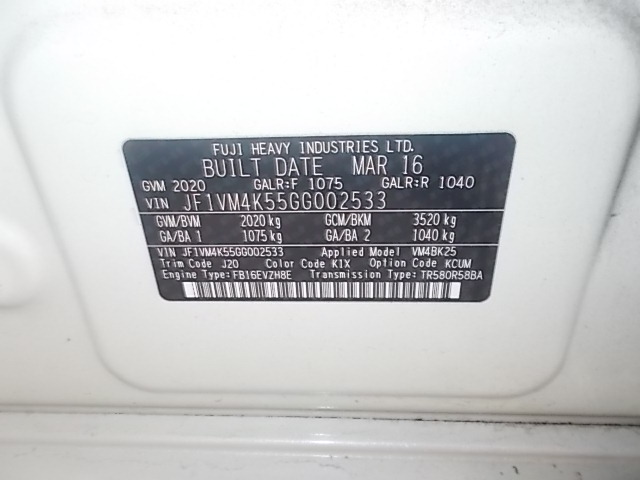 FUJI HEAVY INDUSTRIES LTD.
BUILT DATE MAR 16
GVM 2020 GALR:F 1075 GALR:R 1040
VIN JF1VM4K55GG002533
GVM/BVM 2020 kg GCM/BKM 3520 kg
GA/BA 1 1075 kg GA/BA 2 1040 kg
VIN JF1VM4K55GG002533 Applied Model VM4BK25
Trim Code J20 Color Code K1X Option Code KCUM
Engine Type: FB16EVZH8E Transmission Type: TR580R58BA